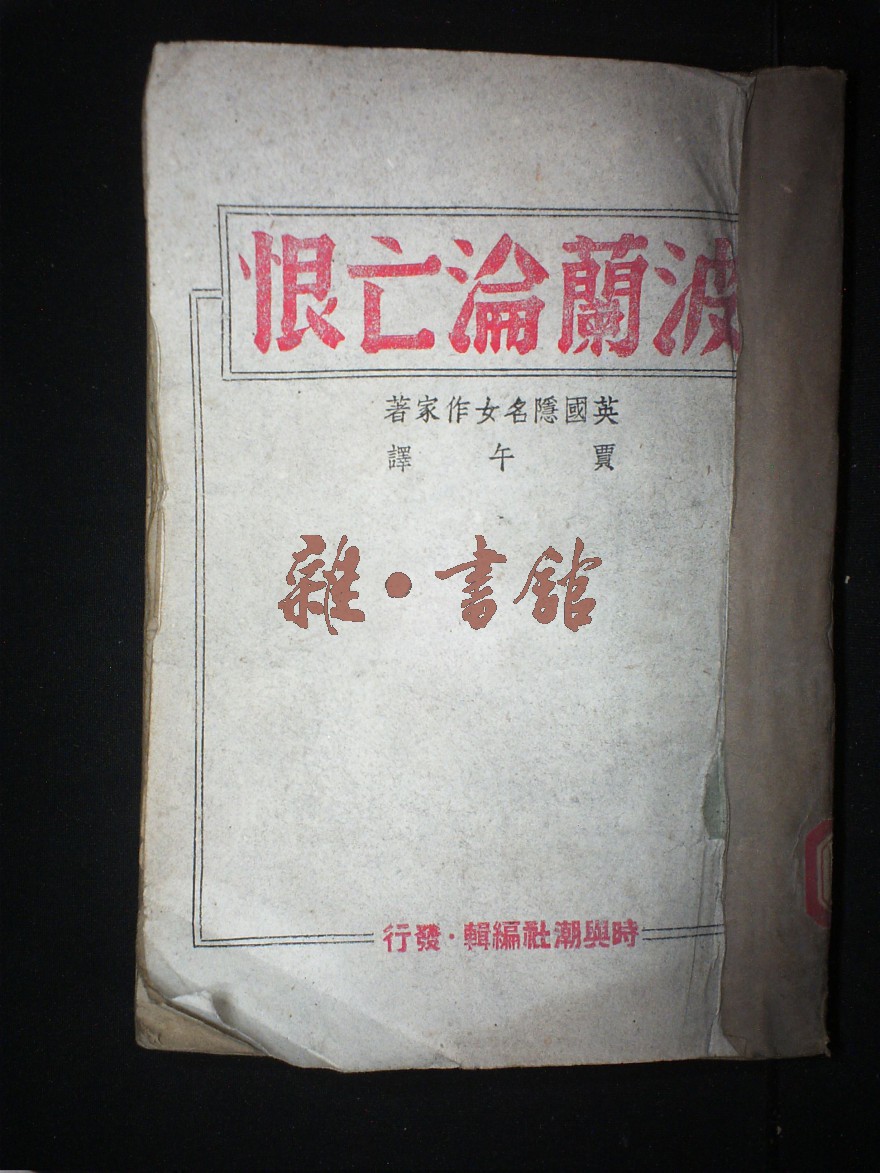 波蘭淪亡恨
英國隱名女作家著
賈午譯
雜·書館
時與潮社編輯·發行